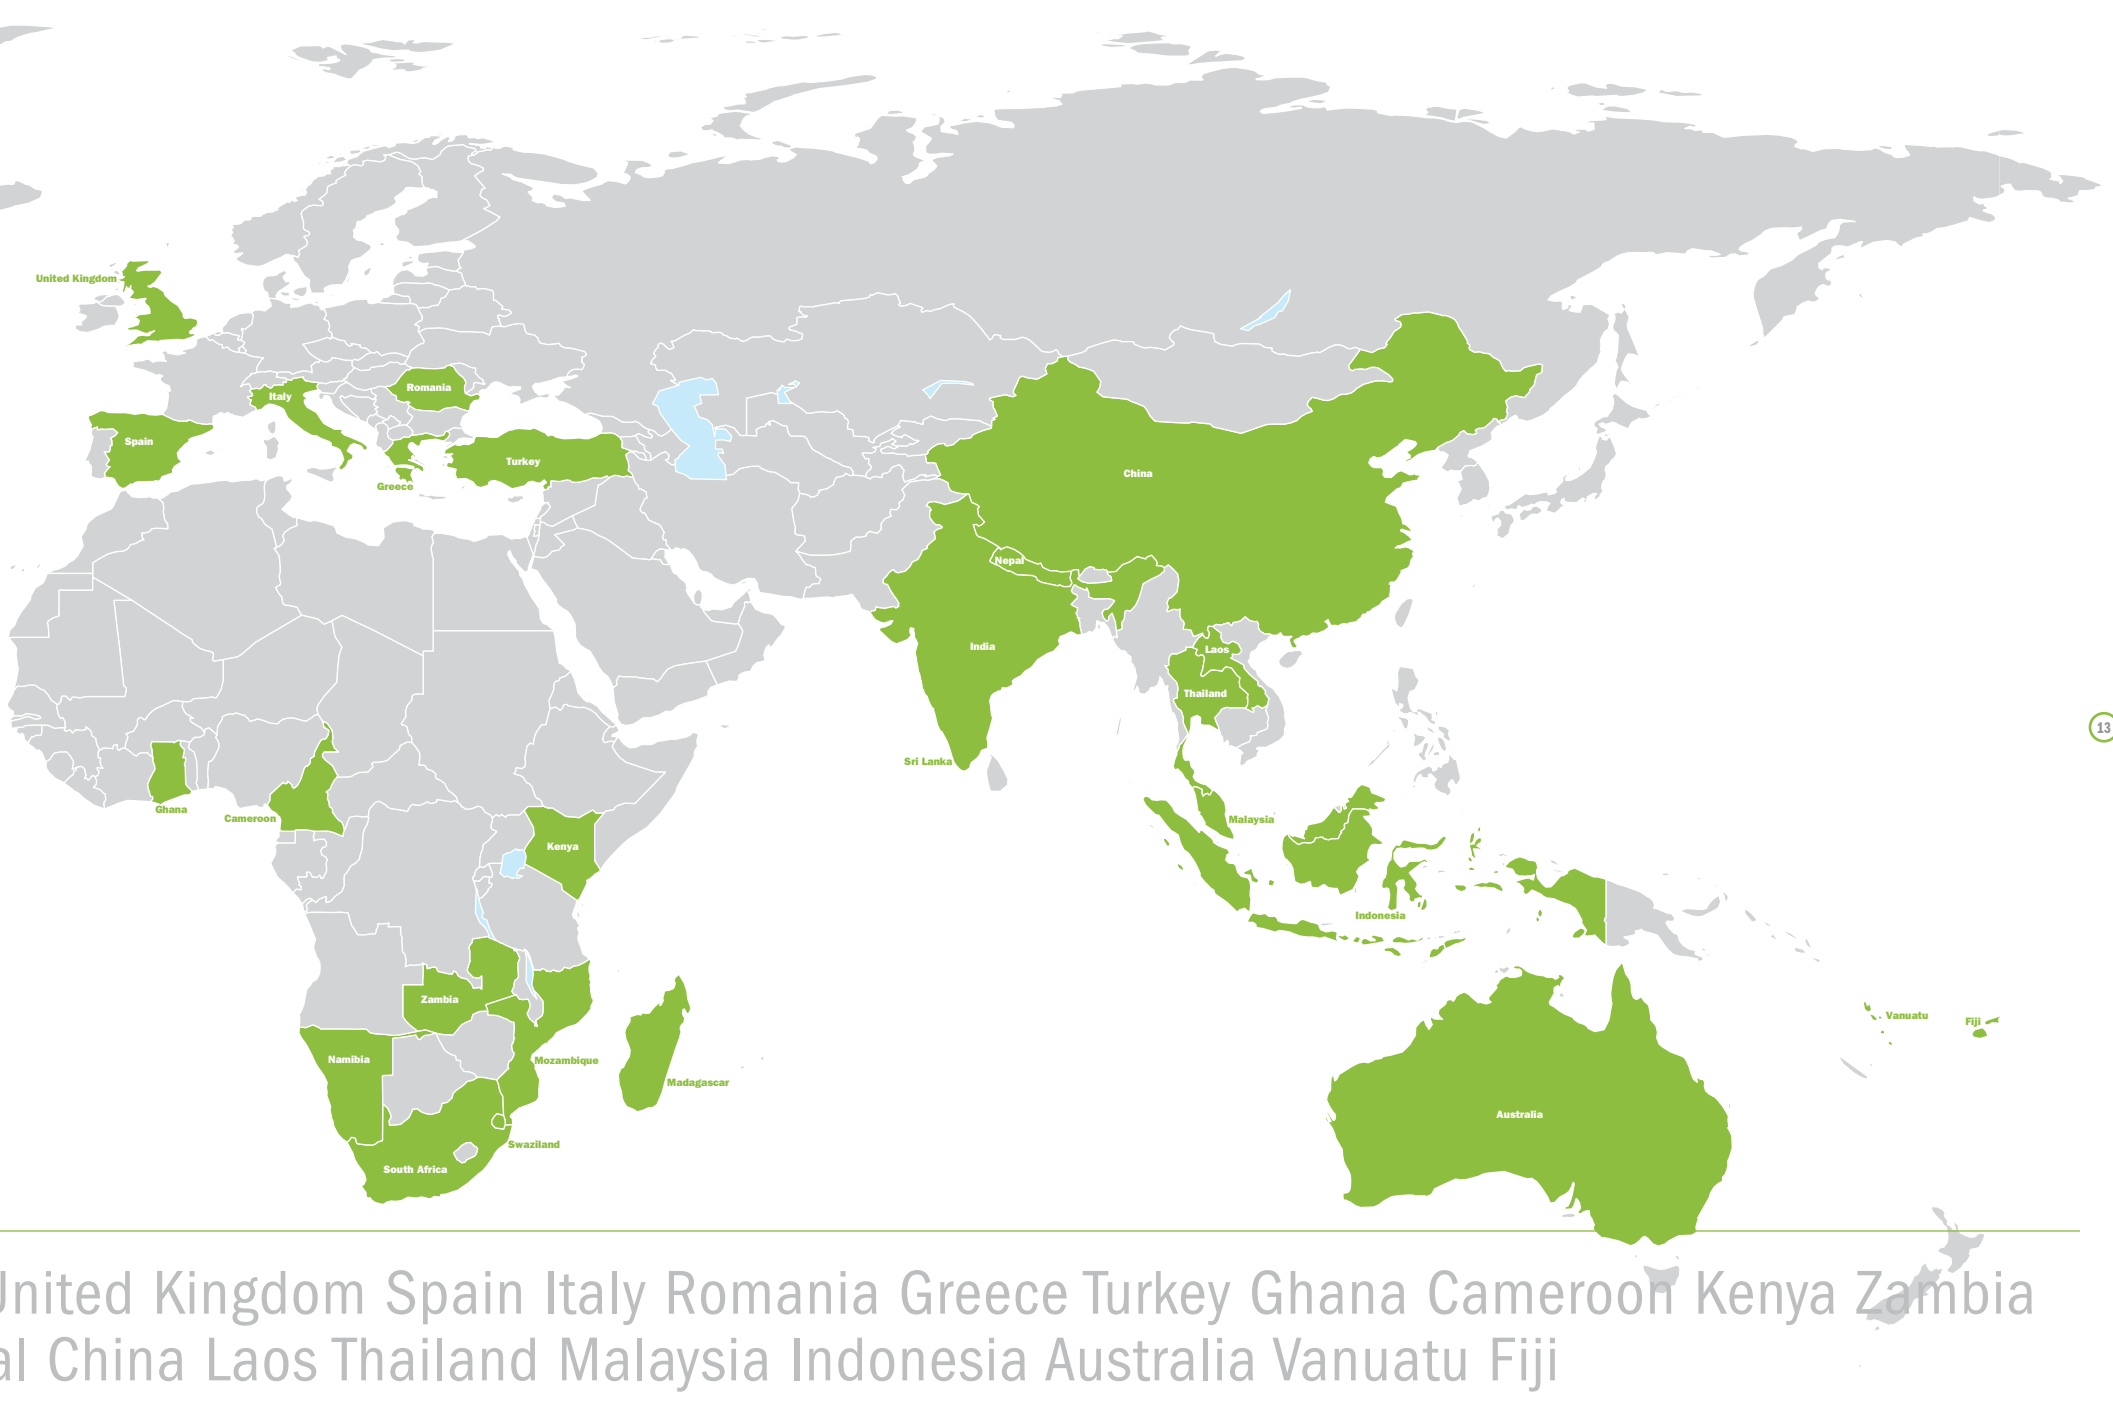 United Kingdom
Romania
Italy
Spain
Turkey
Greece
China
Nepal
India
Laos
Thailand
13
Sri Lanka
Ghana
Cameroon
Malaysia
Kenya
Indonesia
Zambia
Vanuatu
Fiji
Namibia
Mozambique
Madagascar
Australia
Swaziland
South Africa
United Kingdom Spain Italy Romania Greece Turkey Ghana Cameroon Kenya Zambia
al China Laos Thailand Malaysia Indonesia Australia Vanuatu Fiji